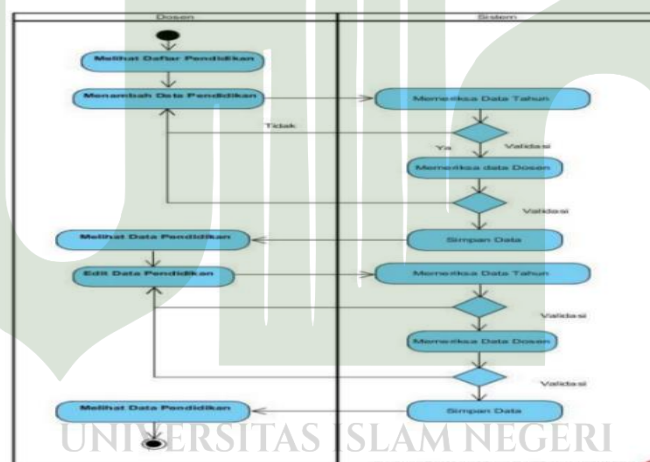 Dosen
Sistem
Melihat Daftar Pendidikan
Menambah Data Pendidikan
Memeriksa Data Tahun
Tidak
Ya
Validasi
Memeriksa data Dosen
Validasi
Melihat Data Pendidikan
Simpan Data
Edit Data Pendidikan
Memeriksa Data Tahun
Validasi
Memeriksa Data Dosen
Validasi
Melihat Data Pendidikan
Simpan Data
UNIVERSITAS ISLAM NEGERI